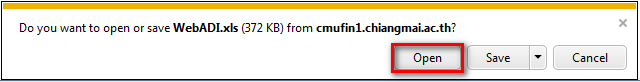 Do you want to open or save WebADI.xls (372 KB) from cmufin1.chiangmai.ac.th?
Open Save Cancel